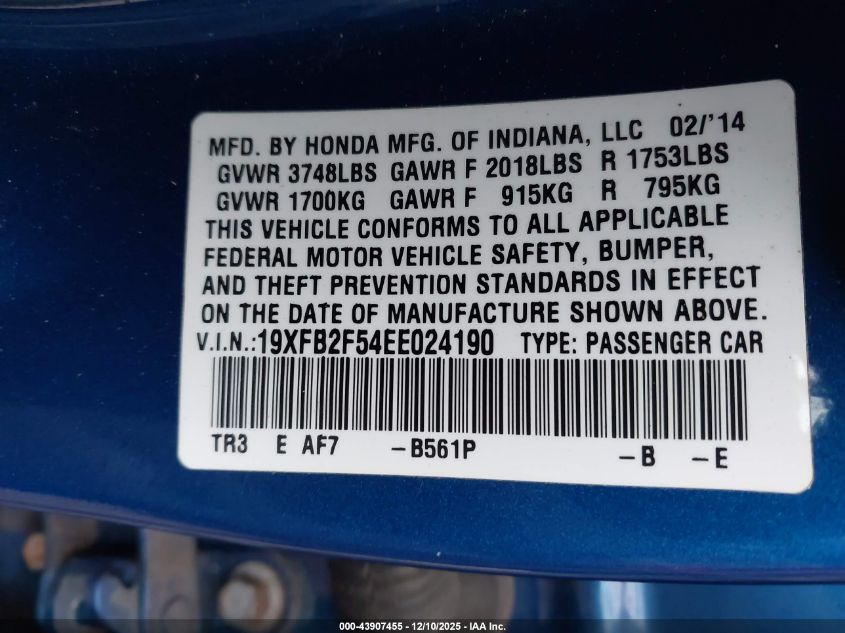 MFD. BY HONDA MFG. OF INDIANA, LLC 02/'14
GVWR 3748LBS GAWR F 2018LBS R 1753LBS
GVWR 1700KG GAWR F 915KG R 795KG
THIS VEHICLE CONFORMS TO ALL APPLICABLE
FEDERAL MOTOR VEHICLE SAFETY, BUMPER,
AND THEFT PREVENTION STANDARDS IN EFFECT
ON THE DATE OF MANUFACTURE SHOWN ABOVE.
V.I.N.:19XFB2F54EE024190 TYPE: PASSENGER CAR
TR3 E AF7 -B561P -B -E
000-43907455 - 12/10/2025 - IAA Inc.